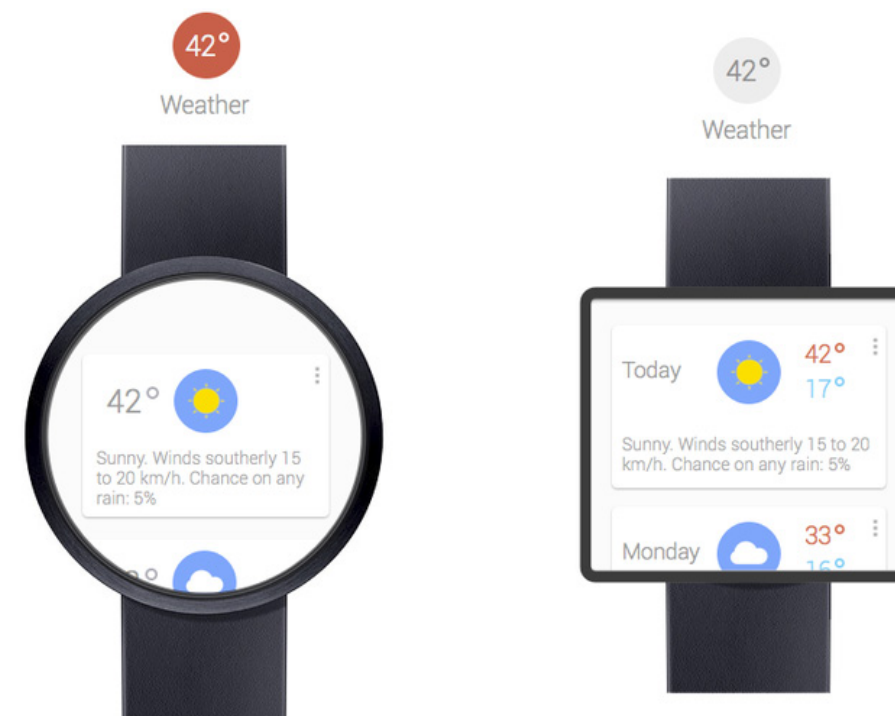 42°
Weather
42°
Sunny. Winds southerly 15
to 20 km/h. Chance on any
rain: 5%
42°
Weather
Today
42°
17°
Sunny. Winds southerly 15 to 20
km/h. Chance on any rain: 5%
Monday
33°
16°